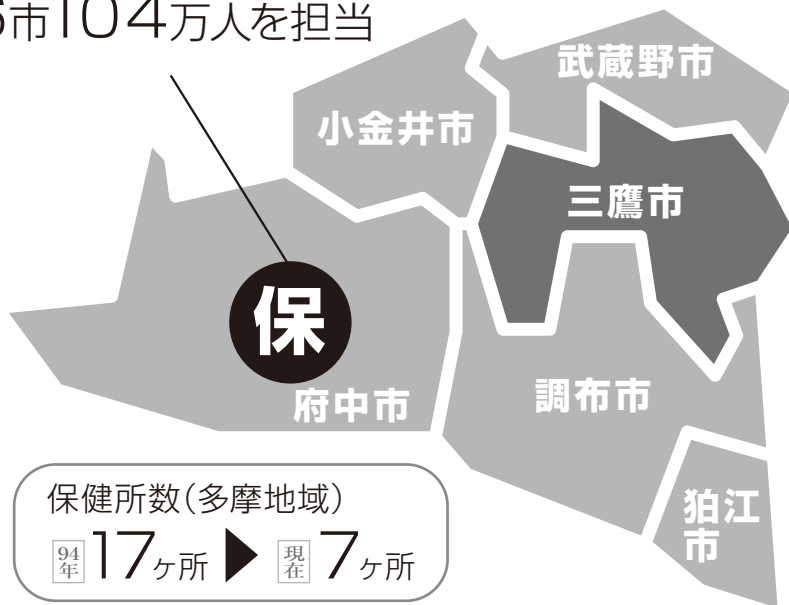 6市104万人を担当
武蔵野市
小金井市
三鷹市
保
府中市
調布市
狛江
市
保健所数(多摩地域)
94年 17ヶ所 ▶ 現在 7ヶ所